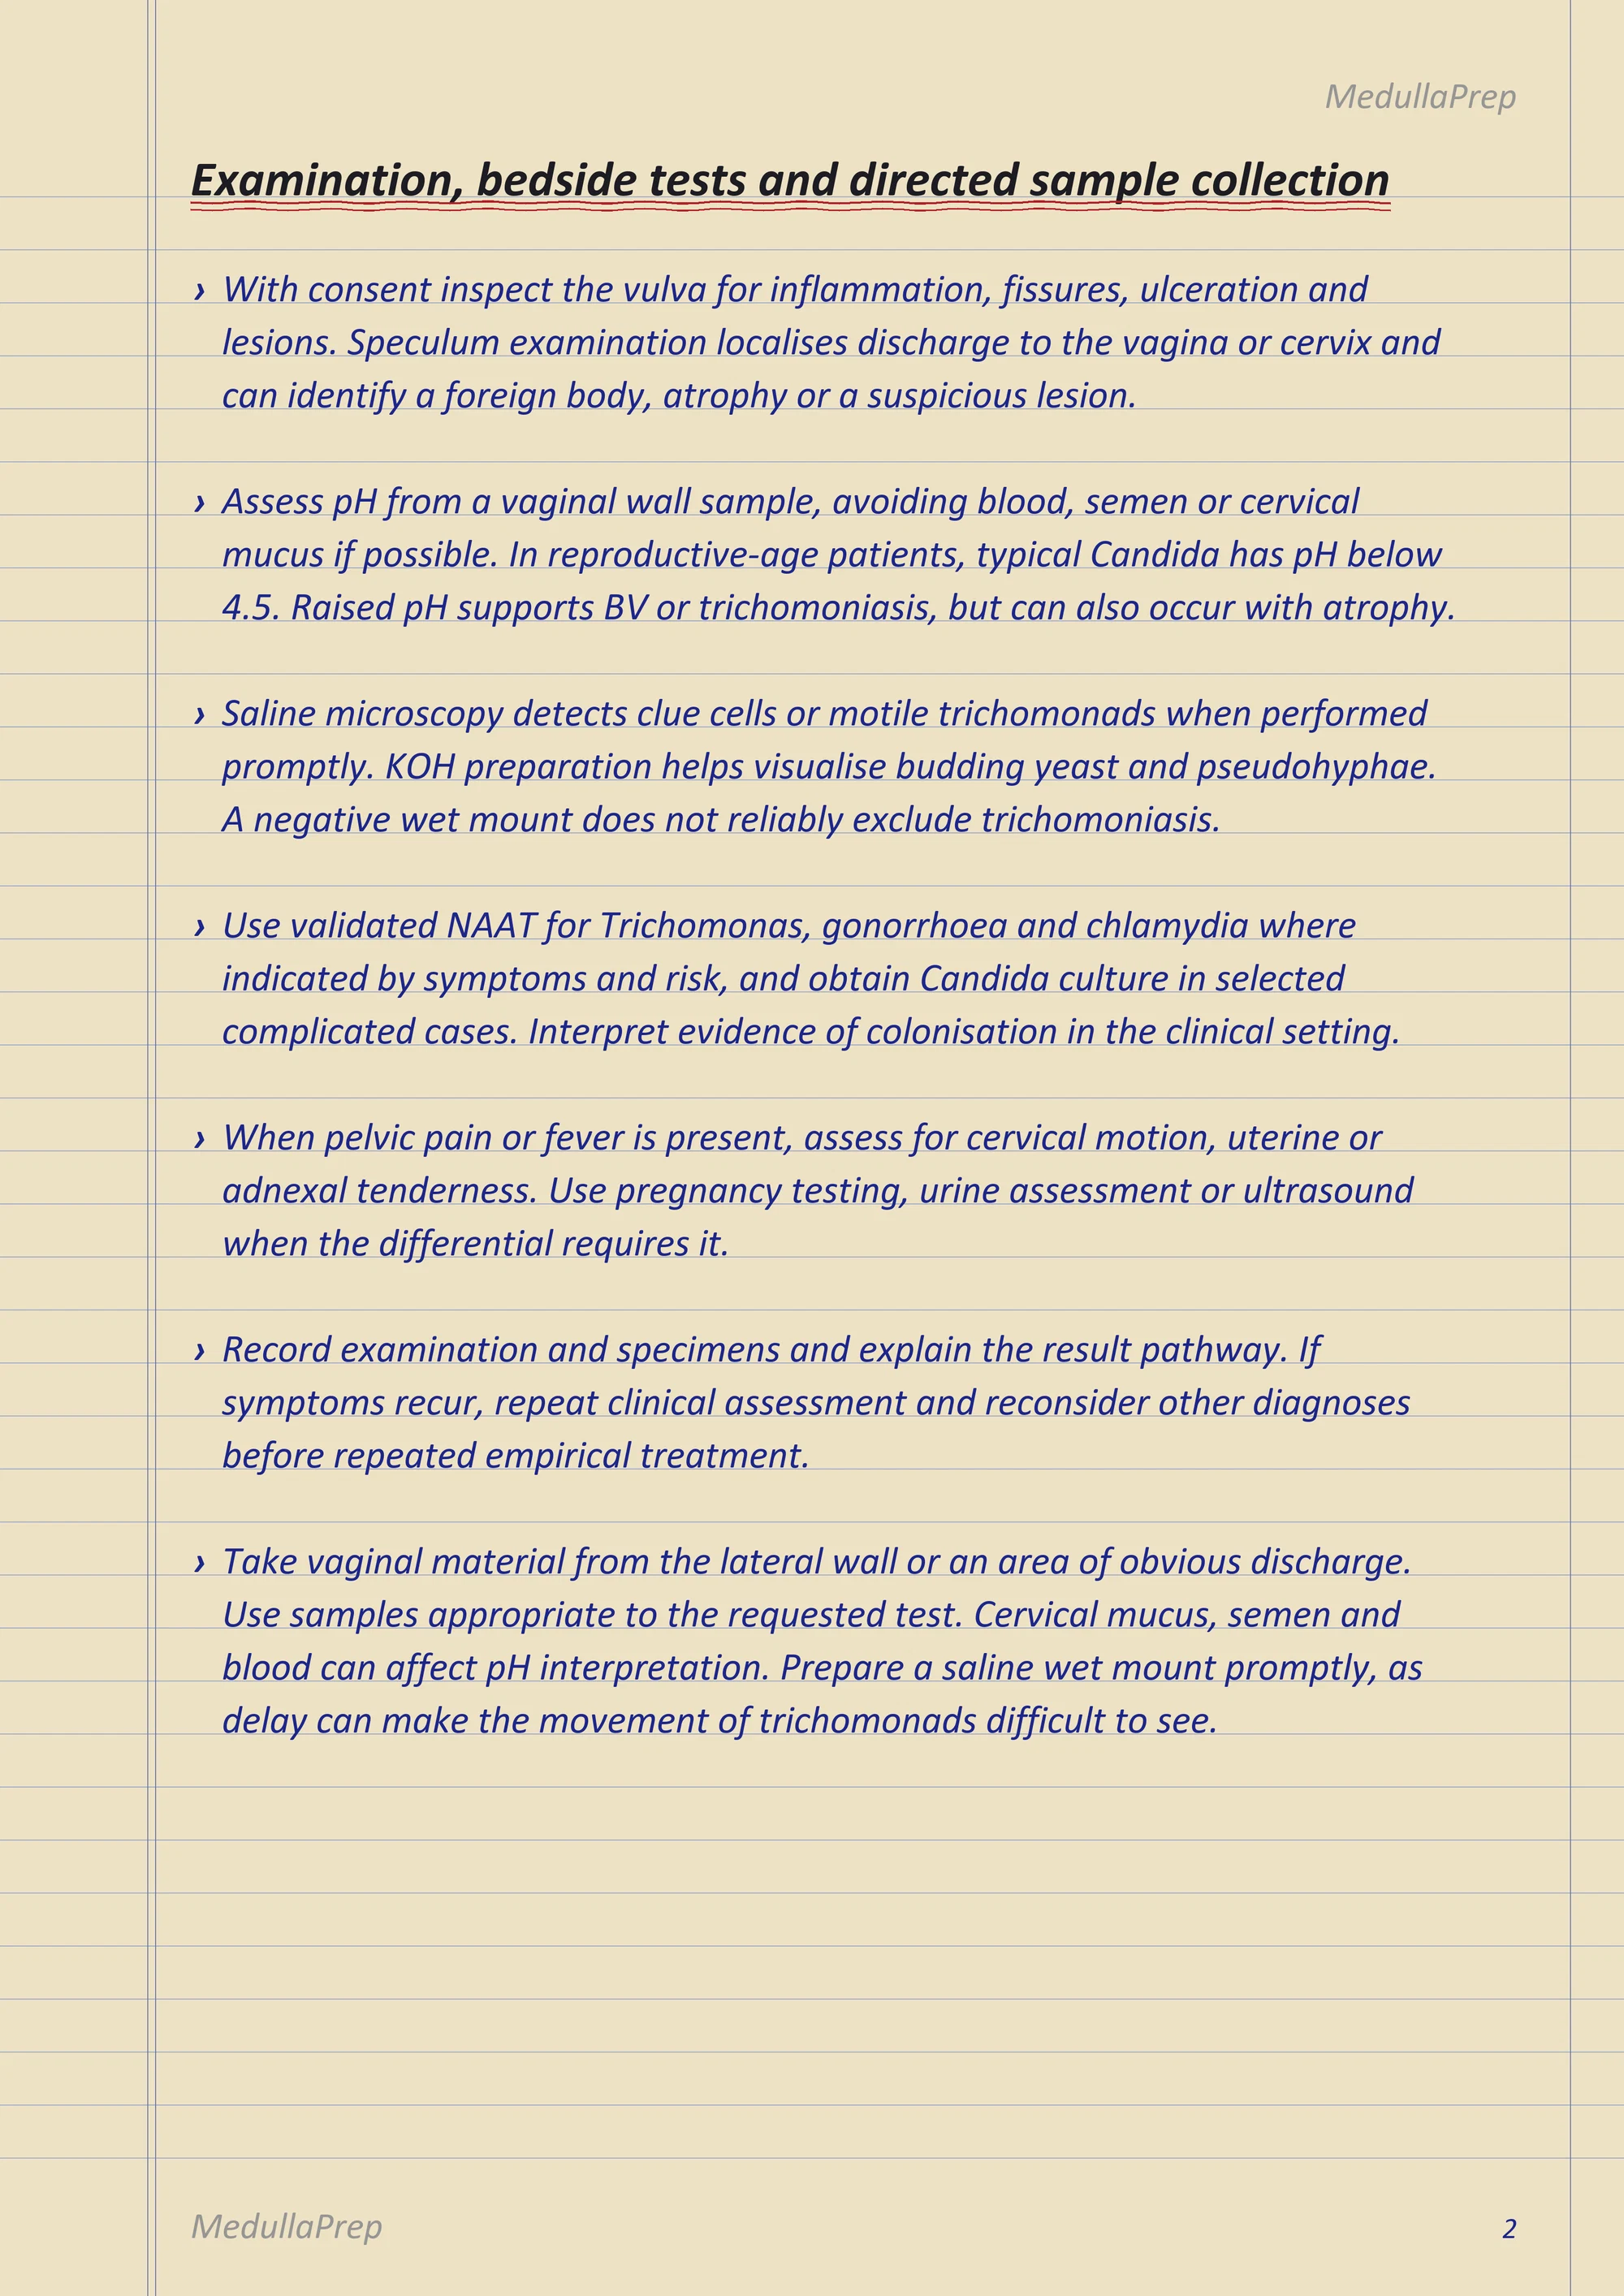 MedullaPrep
Examination, bedside tests and directed sample collection
› With consent inspect the vulva for inflammation, fissures, ulceration and
lesions. Speculum examination localises discharge to the vagina or cervix and
can identify a foreign body, atrophy or a suspicious lesion.
› Assess pH from a vaginal wall sample, avoiding blood, semen or cervical
mucus if possible. In reproductive-age patients, typical Candida has pH below
4.5. Raised pH supports BV or trichomoniasis, but can also occur with atrophy.
› Saline microscopy detects clue cells or motile trichomonads when performed
promptly. KOH preparation helps visualise budding yeast and pseudohyphae.
A negative wet mount does not reliably exclude trichomoniasis.
› Use validated NAAT for Trichomonas, gonorrhoea and chlamydia where
indicated by symptoms and risk, and obtain Candida culture in selected
complicated cases. Interpret evidence of colonisation in the clinical setting.
› When pelvic pain or fever is present, assess for cervical motion, uterine or
adnexal tenderness. Use pregnancy testing, urine assessment or ultrasound
when the differential requires it.
› Record examination and specimens and explain the result pathway. If
symptoms recur, repeat clinical assessment and reconsider other diagnoses
before repeated empirical treatment.
› Take vaginal material from the lateral wall or an area of obvious discharge.
Use samples appropriate to the requested test. Cervical mucus, semen and
blood can affect pH interpretation. Prepare a saline wet mount promptly, as
delay can make the movement of trichomonads difficult to see.
MedullaPrep
2